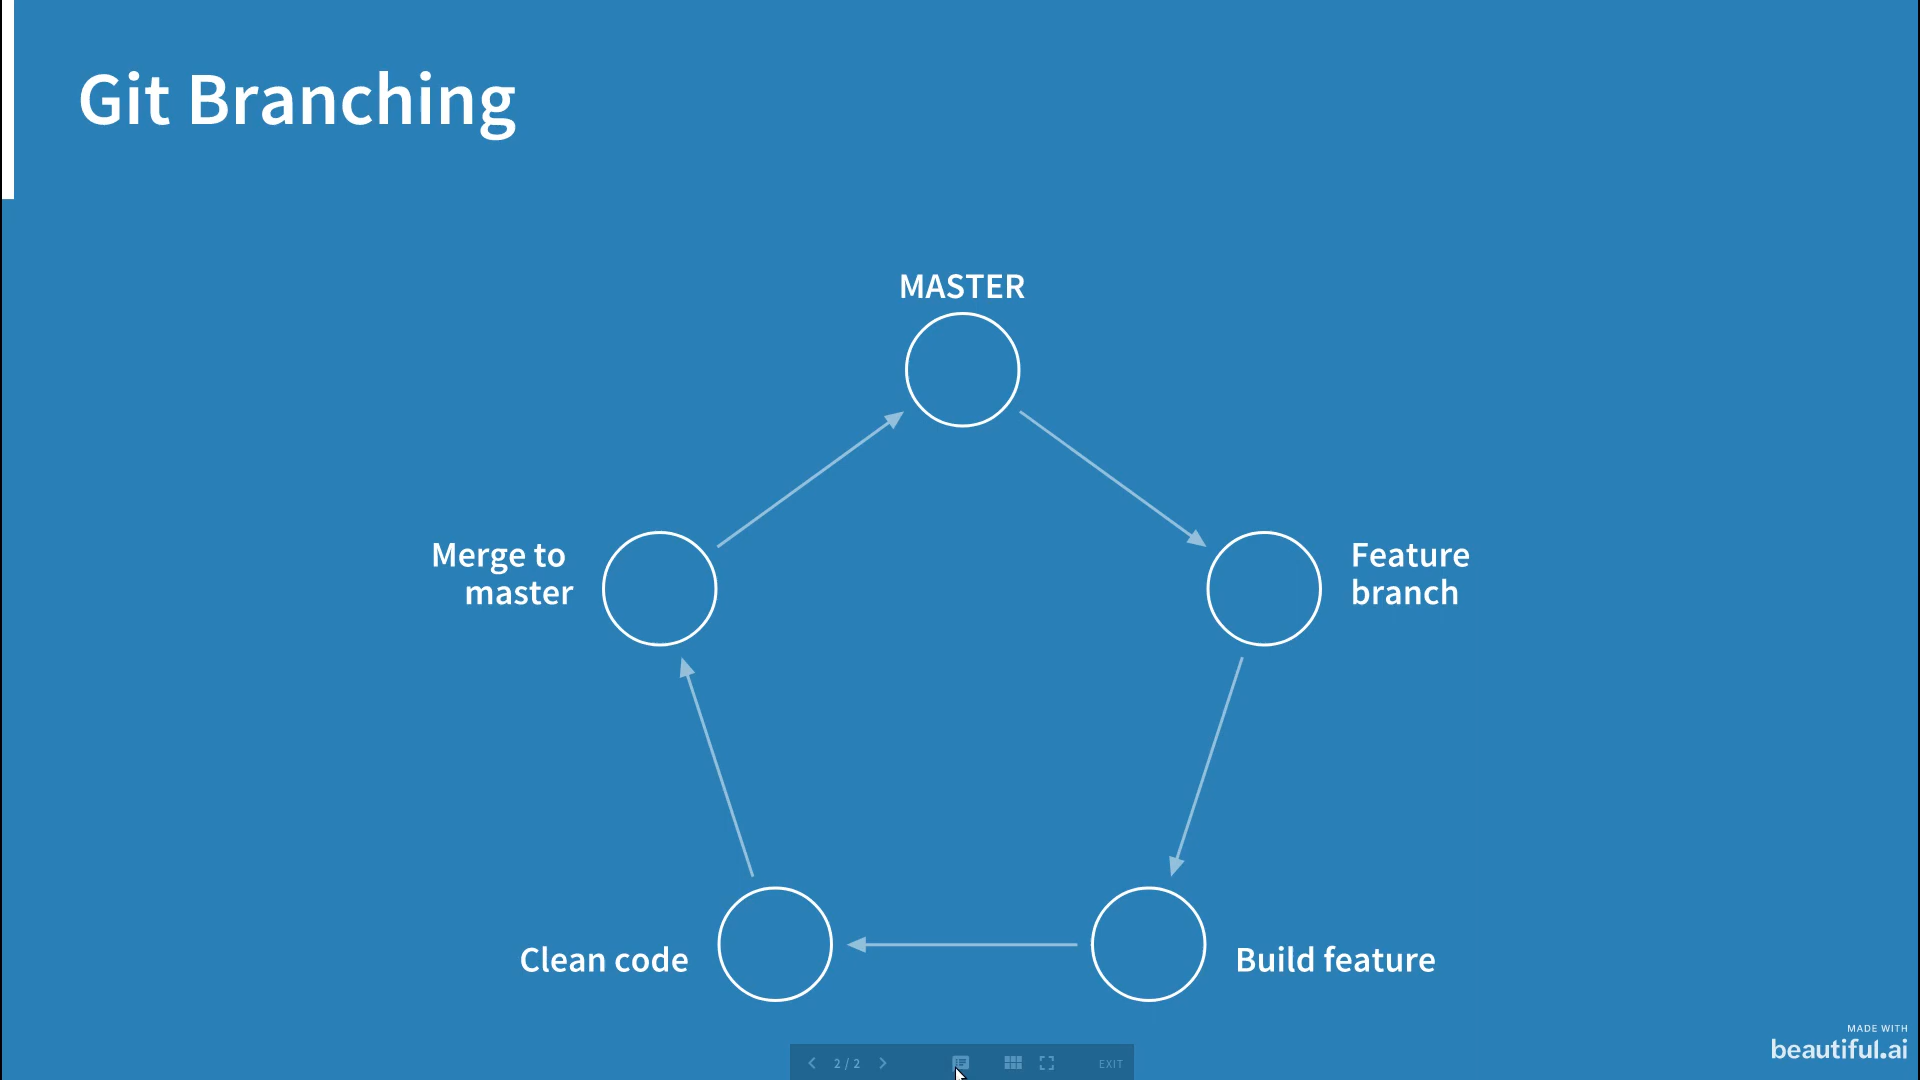 Git Branching
MASTER
Merge to
master
Feature
branch
Clean code
Build feature
MADE WITH
beautiful.ai
2 / 2
EXIT